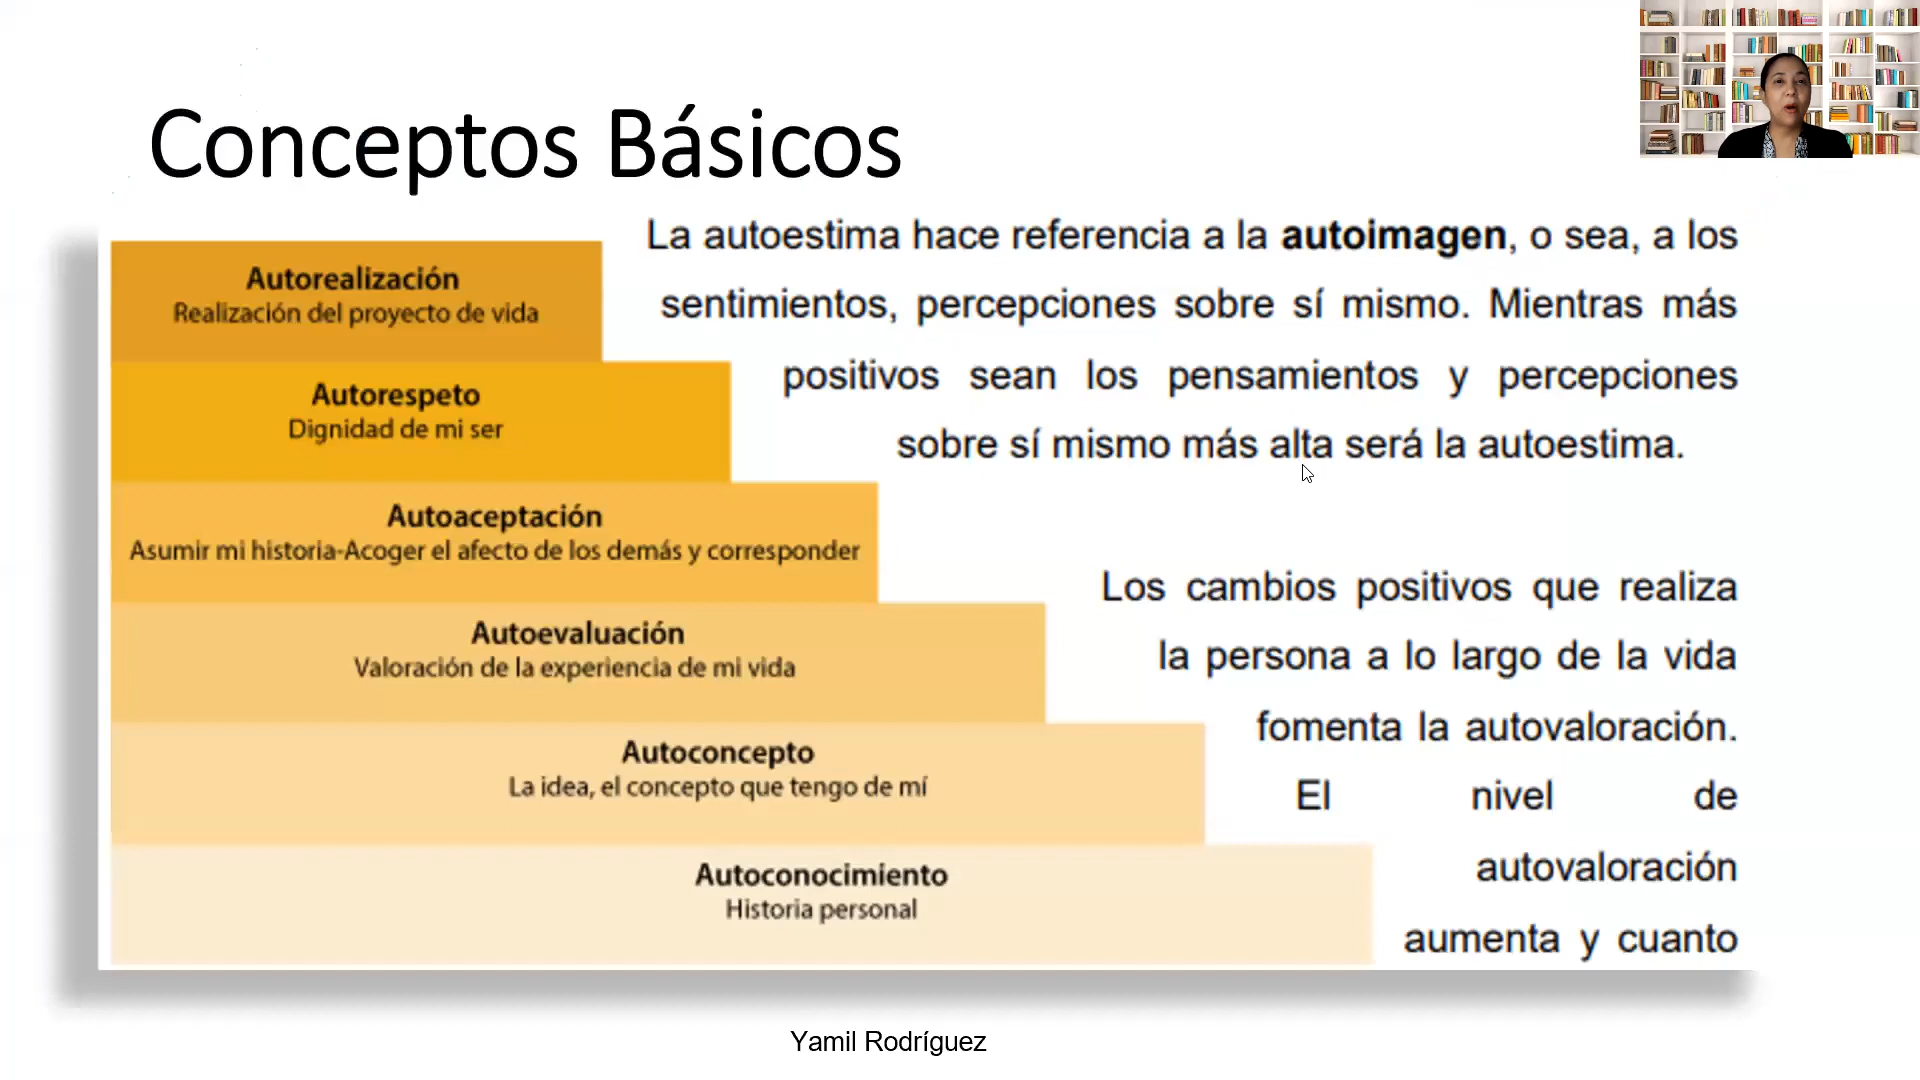 Conceptos Básicos
Autorealización
Realización del proyecto de vida
Autorespeto
Dignidad de mi ser
Autoaceptación
Asumir mi historia-Acoger el afecto de los demás y corresponder
Autoevaluación
Valoración de la experiencia de mi vida
Autoconcepto
La idea, el concepto que tengo de mí
Autoconocimiento
Historia personal
La autoestima hace referencia a la autoimagen, o sea, a los
sentimientos, percepciones sobre sí mismo. Mientras más
positivos sean los pensamientos y percepciones
sobre sí mismo más alta será la autoestima.
Los cambios positivos que realiza
la persona a lo largo de la vida
fomenta la autovaloración.
El nivel de
autovaloración
aumenta y cuanto
Yamil Rodríguez